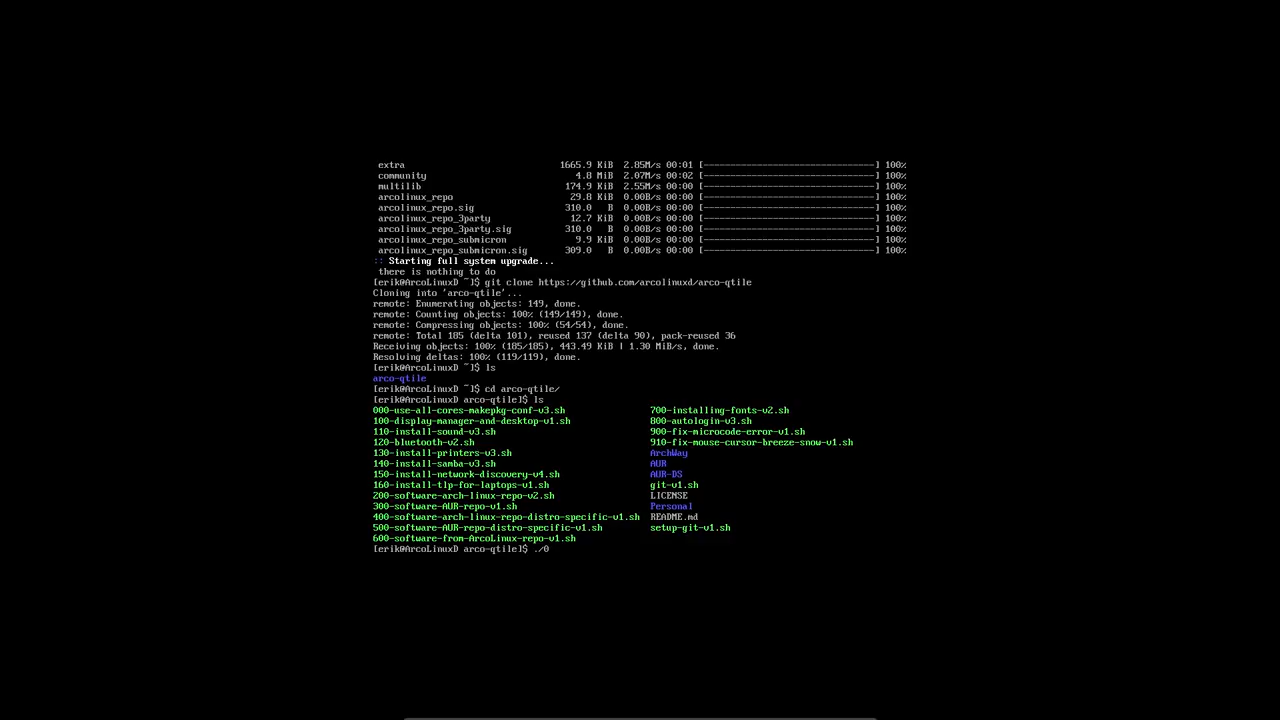 extra 1665.9 KiB 2.85M/s 00:01 [--------------------------------] 100%
community 4.8 MiB 2.07M/s 00:02 [--------------------------------] 100%
multilib 174.9 KiB 2.55M/s 00:00 [--------------------------------] 100%
arcolinux_repo 29.8 KiB 0.00B/s 00:00 [--------------------------------] 100%
arcolinux_repo.sig 310.0 B 0.00B/s 00:00 [--------------------------------] 100%
arcolinux_repo_3party 12.7 KiB 0.00B/s 00:00 [--------------------------------] 100%
arcolinux_repo_3party.sig 310.0 B 0.00B/s 00:00 [--------------------------------] 100%
arcolinux_repo_submicron 9.9 KiB 0.00B/s 00:00 [--------------------------------] 100%
arcolinux_repo_submicron.sig 309.0 B 0.00B/s 00:00 [--------------------------------] 100%
:: Starting full system upgrade...
there is nothing to do
[erik@ArcoLinuxD ~]$ git clone https://github.com/arcolinuxd/arco-qtile
Cloning into 'arco-qtile'...
remote: Enumerating objects: 149, done.
remote: Counting objects: 100% (149/149), done.
remote: Compressing objects: 100% (54/54), done.
remote: Total 185 (delta 101), reused 137 (delta 90), pack-reused 36
Receiving objects: 100% (185/185), 443.49 KiB | 1.30 MiB/s, done.
Resolving deltas: 100% (119/119), done.
[erik@ArcoLinuxD ~]$ ls
arco-qtile
[erik@ArcoLinuxD ~]$ cd arco-qtile/
[erik@ArcoLinuxD arco-qtile]$ ls
000-use-all-cores-makepkg-conf-v3.sh 700-installing-fonts-v2.sh
100-display-manager-and-desktop-v1.sh 800-autologin-v3.sh
110-install-sound-v3.sh 900-fix-microcode-error-v1.sh
120-bluetooth-v2.sh 910-fix-mouse-cursor-breeze-snow-v1.sh
130-install-printers-v3.sh ArchWay
140-install-samba-v3.sh AUR
150-install-network-discovery-v4.sh AUR-DS
160-install-tlp-for-laptops-v1.sh git-v1.sh
200-software-arch-linux-repo-v2.sh LICENSE
300-software-AUR-repo-v1.sh Personal
400-software-arch-linux-repo-distro-specific-v1.sh README.md
500-software-AUR-repo-distro-specific-v1.sh setup-git-v1.sh
600-software-from-ArcoLinux-repo-v1.sh
[erik@ArcoLinuxD arco-qtile]$ ./0